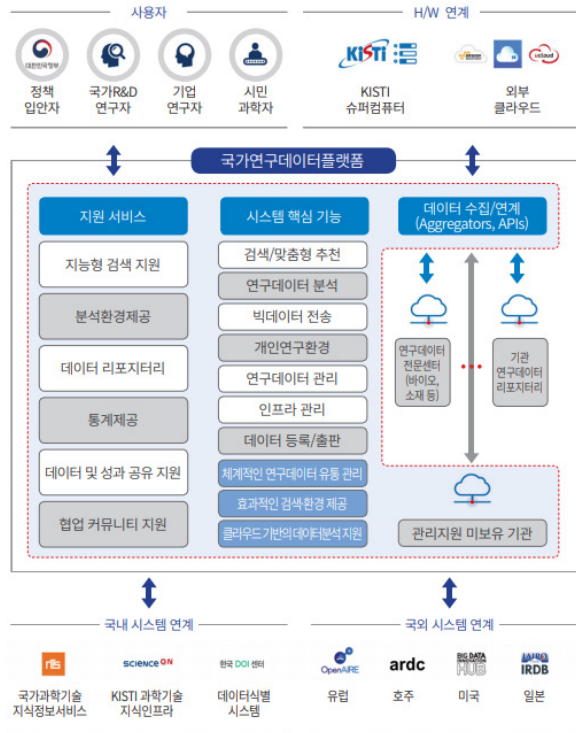 사용자
대한민국정부
정책
입안자
국가R&D
연구자
기업
연구자
시민
과학자
H/W 연계
KiSTi
KISTI
슈퍼컴퓨터
ucloud
외부
클라우드
국가연구데이터플랫폼
지원 서비스
지능형 검색 지원
분석환경제공
데이터 리포지터리
통계제공
데이터 및 성과 공유 지원
협업 커뮤니티 지원
시스템 핵심 기능
검색/맞춤형 추천
연구데이터 분석
빅데이터 전송
개인연구환경
연구데이터 관리
인프라 관리
데이터 등록/출판
체계적인 연구데이터 유통 관리
효과적인 검색·환경 제공
클라우드 기반의 데이터분석 지원
데이터 수집/연계
(Aggregators, APIs)
연구데이터
전문센터
(바이오,
소재 등)
기관
연구데이터
리포지터리
관리지원 미보유 기관
국내 시스템 연계
국가과학기술
지식정보서비스
SCIENCE ON
KISTI 과학기술
지식인프라
한국 DOI 센터
데이터식별
시스템
국외 시스템 연계
OpenAIRE
유럽
ardc
호주
BIG DATA
HUB
미국
JAIRO
IRDB
일본